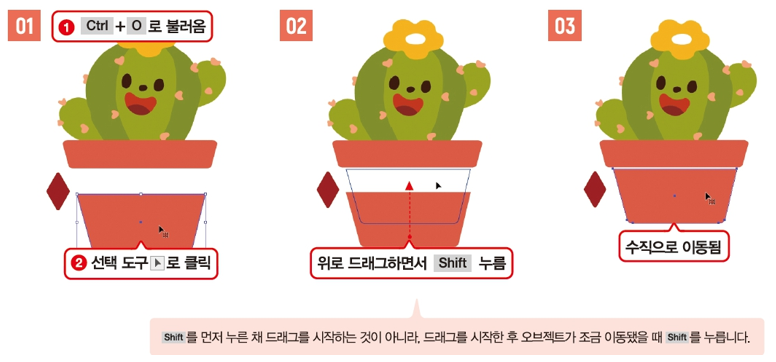 01
❶ Ctrl + O 로 불러옴
❷ 선택 도구 로 클릭
02
위로 드래그하면서 Shift 누름
03
수직으로 이동됨
Shift 를 먼저 누른 채 드래그를 시작하는 것이 아니라, 드래그를 시작한 후 오브젝트가 조금 이동됐을 때 Shift 를 누릅니다.